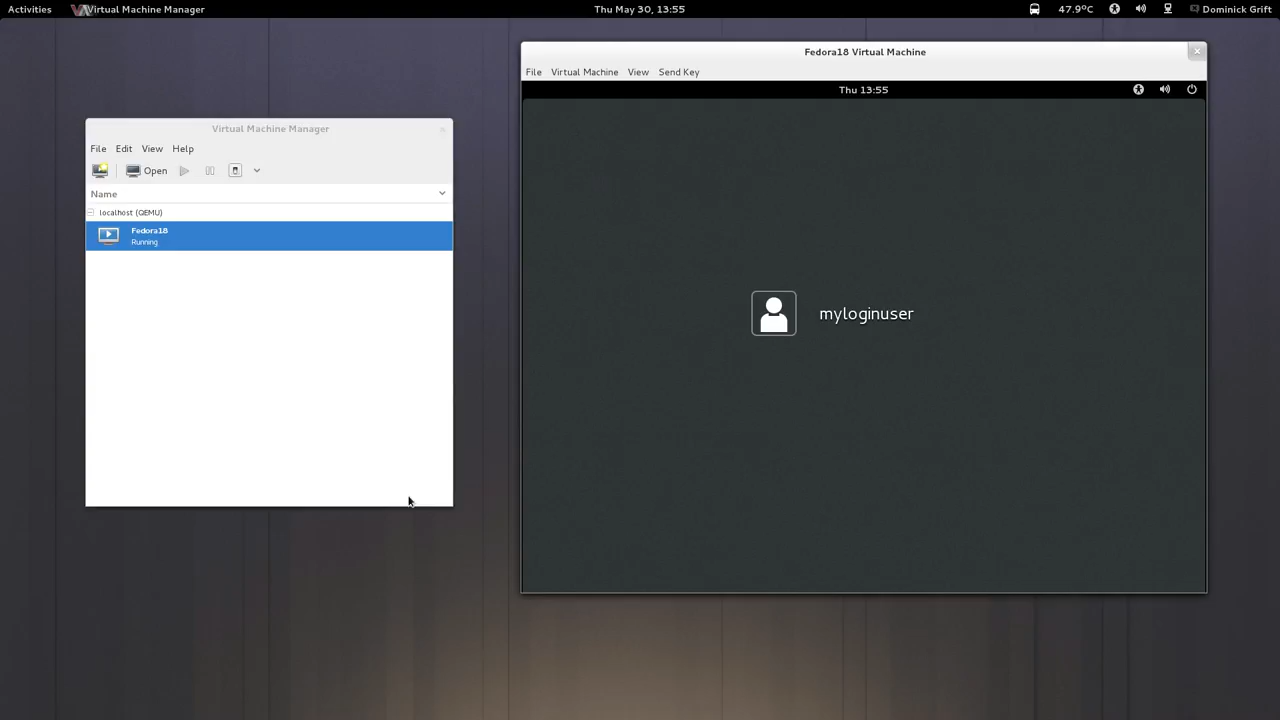 Activities
Virtual Machine Manager
Thu May 30, 13:55
47.9°C
Dominick Grift
Virtual Machine Manager
File Edit View Help
Open
Name
localhost (QEMU)
Fedora18
Running
Fedora18 Virtual Machine
File Virtual Machine View Send Key
Thu 13:55
myloginuser